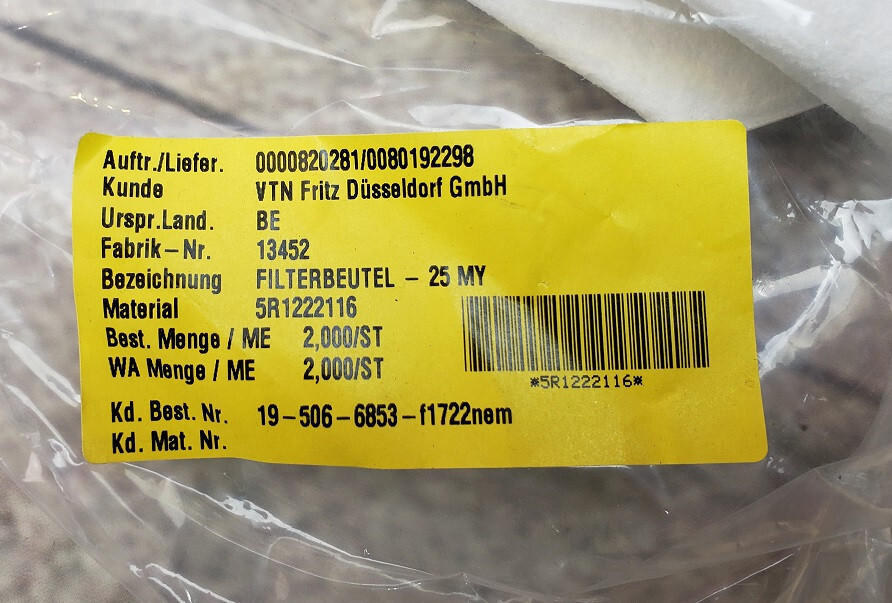 Auftr./Liefer. 0000820281/0080192298
Kunde VTN Fritz Düsseldorf GmbH
Urspr.Land. BE
Fabrik-Nr. 13452
Bezeichnung FILTERBEUTEL - 25 MY
Material 5R1222116
Best. Menge / ME 2,000/ST
WA Menge / ME 2,000/ST
*5R1222116*
Kd. Best. Nr. 19-506-6853-f1722nem
Kd. Mat. Nr.